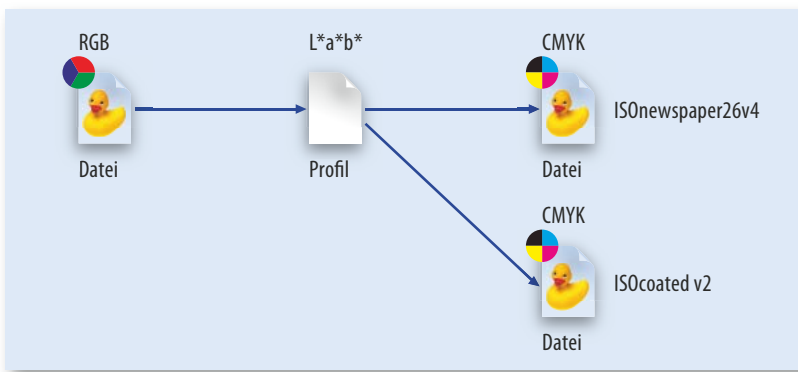 RGB
L*a*b*
CMYK
ISOnewspaper26v4
Datei
Profil
Datei
CMYK
ISOcoated v2
Datei